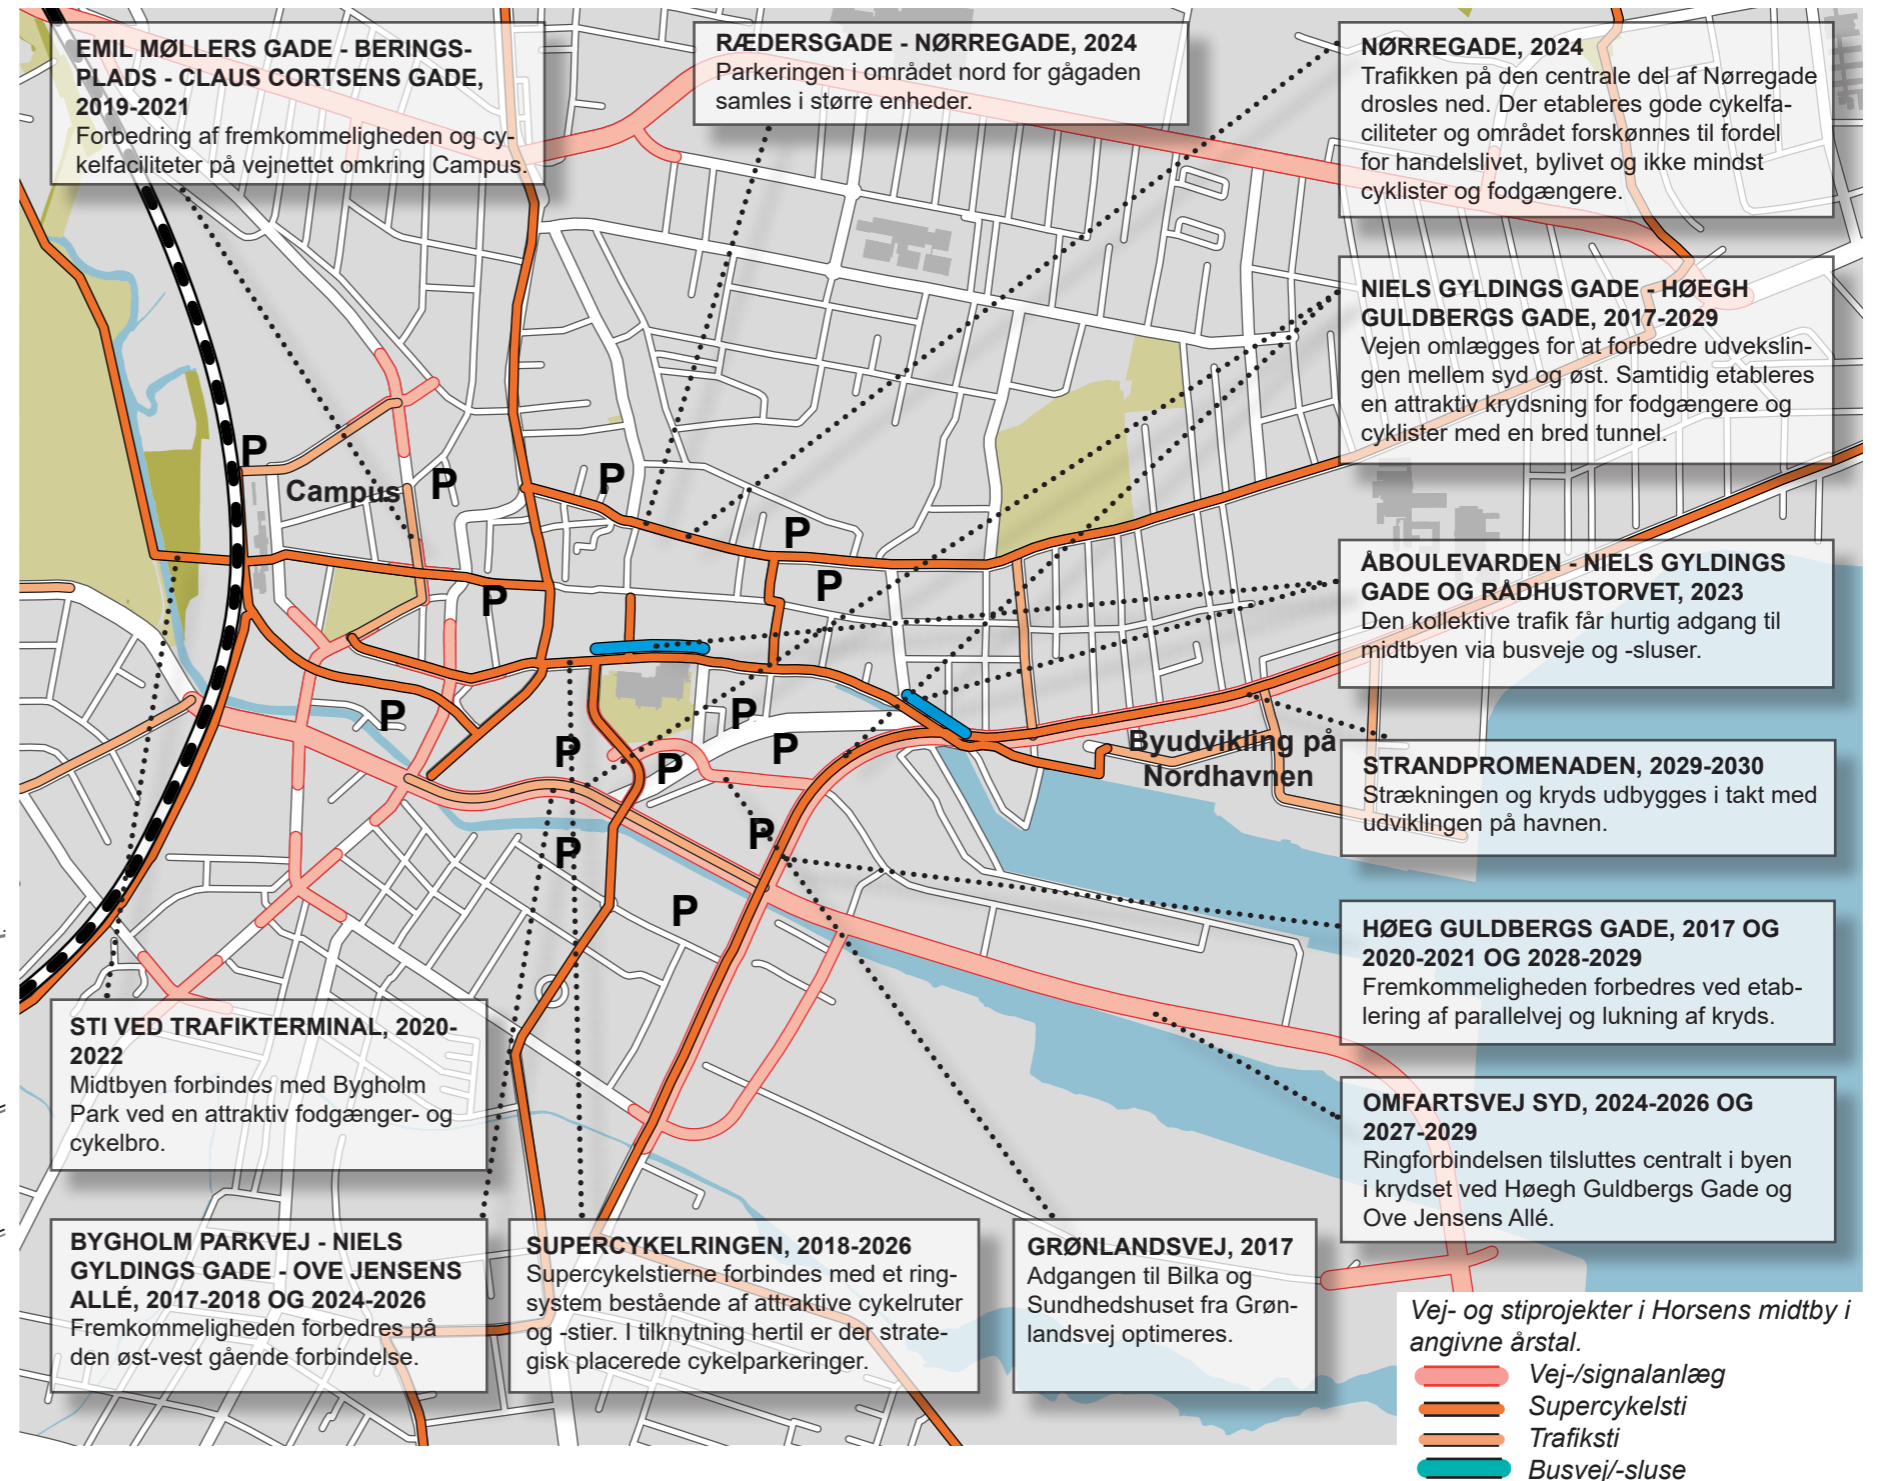 EMIL MØLLERS GADE - BERINGS-
PLADS - CLAUS CORTSENS GADE,
2019-2021
Forbedring af fremkommeligheden og cy-
kelfaciliteter på vejnettet omkring Campus.
RÆDERSGADE - NØRREGADE, 2024
Parkeringen i området nord for gågaden
samles i større enheder.
NØRREGADE, 2024
Trafikken på den centrale del af Nørregade
drosles ned. Der etableres gode cykelfa-
ciliteter og området forskønnes til fordel
for handelslivet, bylivet og ikke mindst
cyklister og fodgængere.
NIELS GYLDINGS GADE - HØEGH
GULDBERGS GADE, 2017-2029
Vejen omlægges for at forbedre udvekslin-
gen mellem syd og øst. Samtidig etableres
en attraktiv krydsning for fodgængere og
cyklister med en bred tunnel.
P
Campus
P
P
P
P
P
ÅBOULEVARDEN - NIELS GYLDINGS
GADE OG RÅDHUSTORVET, 2023
Den kollektive trafik får hurtig adgang til
midtbyen via busveje og -sluser.
P
P
P
P
P
P
P
P
Byudvikling på
Nordhavnen
STRANDPROMENADEN, 2029-2030
Strækningen og kryds udbygges i takt med
udviklingen på havnen.
HØEG GULDBERGS GADE, 2017 OG
2020-2021 OG 2028-2029
Fremkommeligheden forbedres ved etab-
lering af parallelvej og lukning af kryds.
STI VED TRAFIKTERMINAL, 2020-
2022
Midtbyen forbindes med Bygholm
Park ved en attraktiv fodgænger- og
cykelbro.
OMFARTSVEJ SYD, 2024-2026 OG
2027-2029
Ringforbindelsen tilsluttes centralt i byen
i krydset ved Høegh Guldbergs Gade og
Ove Jensens Allé.
BYGHOLM PARKVEJ - NIELS
GYLDINGS GADE - OVE JENSENS
ALLÉ, 2017-2018 OG 2024-2026
Fremkommeligheden forbedres på
den øst-vest gående forbindelse.
SUPERCYKELRINGEN, 2018-2026
Supercykelstierne forbindes med et ring-
system bestående af attraktive cykelruter
og -stier. I tilknytning hertil er der strate-
gisk placerede cykelparkeringer.
GRØNLANDSVEJ, 2017
Adgangen til Bilka og
Sundhedshuset fra Grøn-
landsvej optimeres.
Vej- og stiprojekter i Horsens midtby i
angivne årstal.
Vej-/signalanlæg
Supercykelsti
Trafiksti
Busvej/-sluse